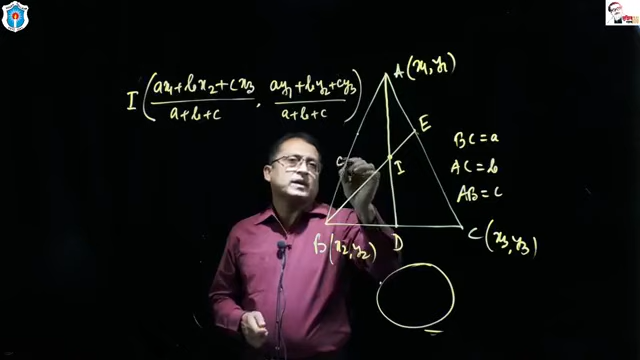 A(x₁, y₁)
I ( (ax₁+bx₂+cx₃)/(a+b+c) , (ay₁+by₂+cy₃)/(a+b+c) )
E
BC = a
AC = b
AB = c
c
I
B(x₂, y₂)
D
C(x₃, y₃)